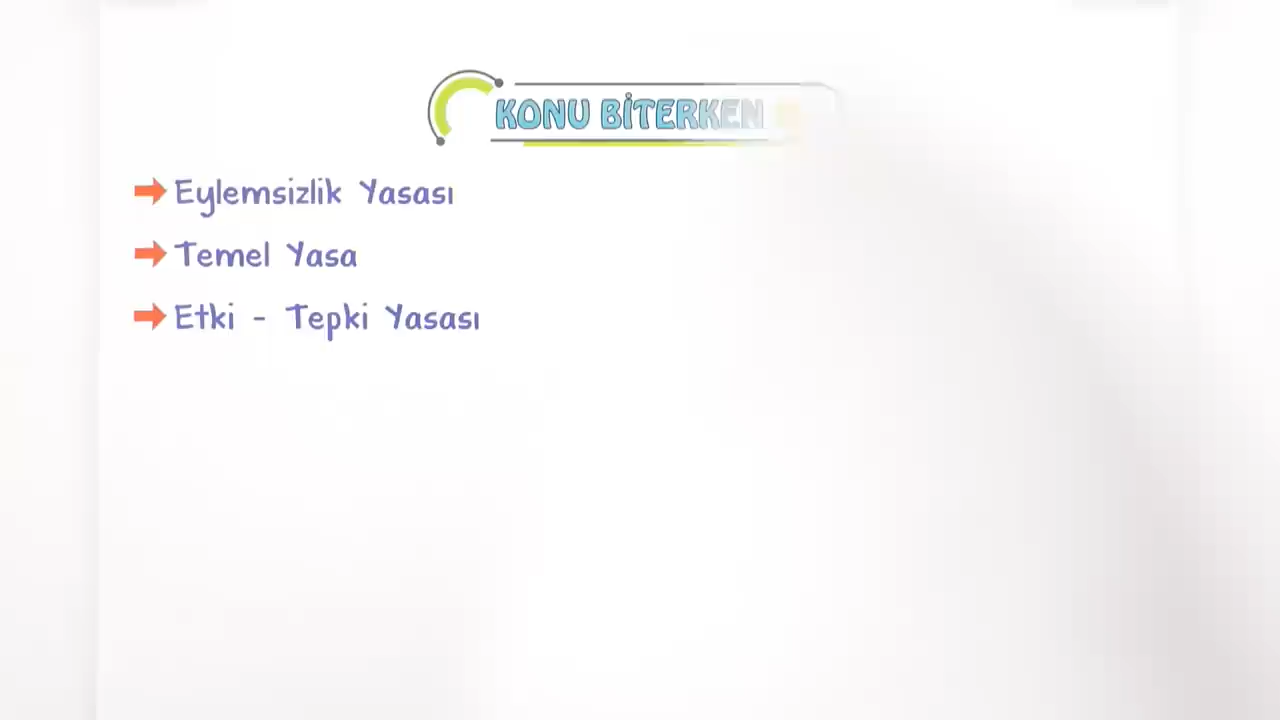 KONU BİTERKEN
Eylemsizlik Yasası
Temel Yasa
Etki - Tepki Yasası